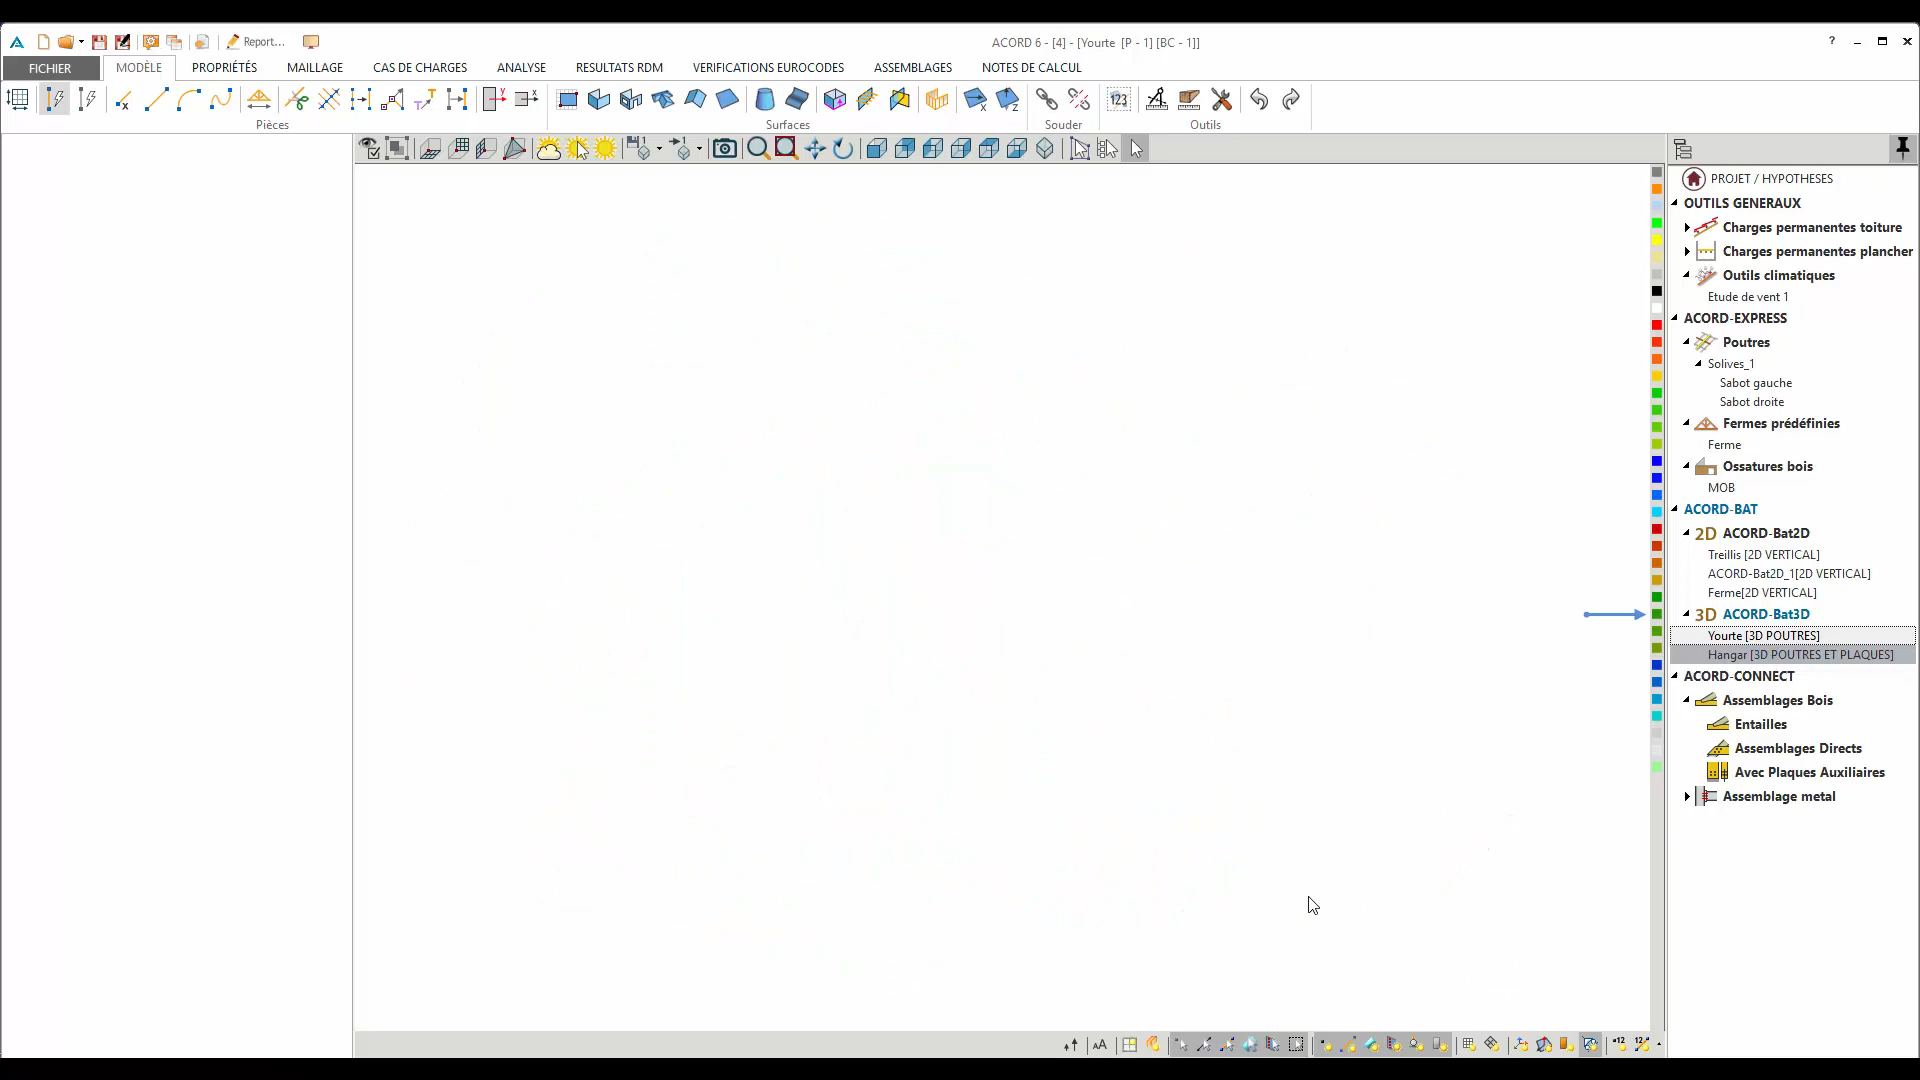 Report...
ACORD 6 - [4] - [Yourte [P - 1] [BC - 1]]
?
FICHIER
MODÈLE
PROPRIÉTÉS
MAILLAGE
CAS DE CHARGES
ANALYSE
RESULTATS RDM
VERIFICATIONS EUROCODES
ASSEMBLAGES
NOTES DE CALCUL
123
Pièces
Surfaces
Souder
Outils
PROJET / HYPOTHESES
OUTILS GENERAUX
Charges permanentes toiture
Charges permanentes plancher
Outils climatiques
Etude de vent 1
ACORD-EXPRESS
Poutres
Solives_1
Sabot gauche
Sabot droite
Fermes prédéfinies
Ferme
Ossatures bois
MOB
ACORD-BAT
2D ACORD-Bat2D
Treillis [2D VERTICAL]
ACORD-Bat2D_1[2D VERTICAL]
Ferme[2D VERTICAL]
3D ACORD-Bat3D
Yourte [3D POUTRES]
Hangar [3D POUTRES ET PLAQUES]
ACORD-CONNECT
Assemblages Bois
Entailles
Assemblages Directs
Avec Plaques Auxiliaires
Assemblage metal
AA